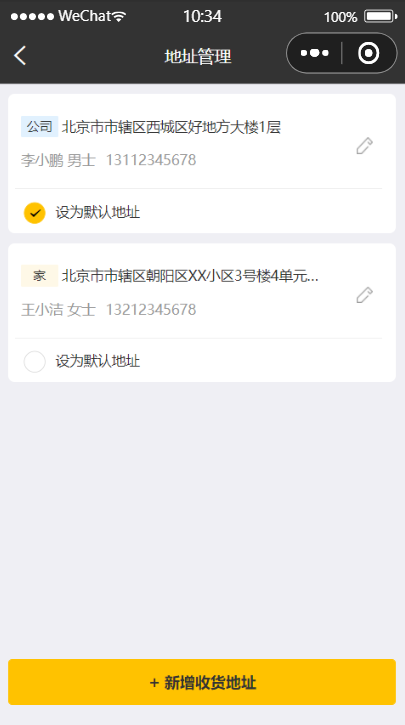 WeChat 10:34 100%
地址管理
公司 北京市市辖区西城区好地方大楼1层
李小鹏 男士 13112345678
设为默认地址
家 北京市市辖区朝阳区XX小区3号楼4单元...
王小洁 女士 13212345678
设为默认地址
+ 新增收货地址